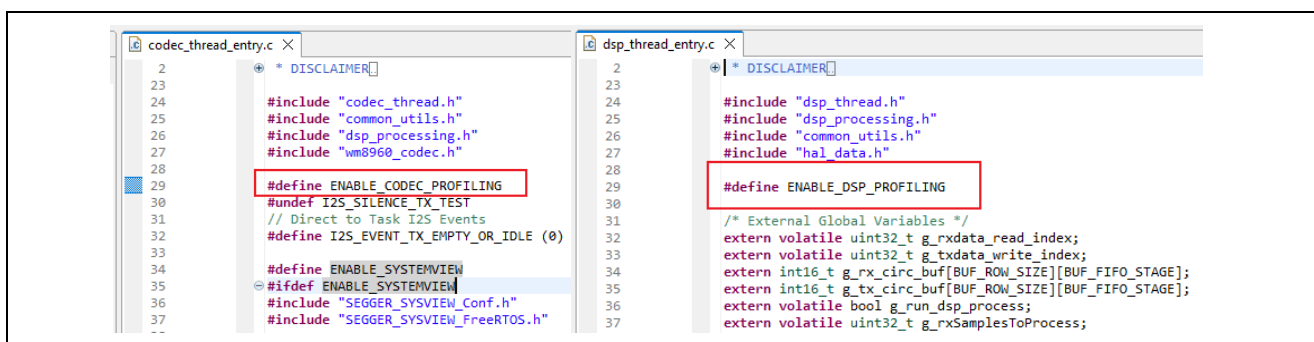 codec_thread_entry.c
2 * DISCLAIMER
23
24 #include "codec_thread.h"
25 #include "common_utils.h"
26 #include "dsp_processing.h"
27 #include "wm8960_codec.h"
28
29 #define ENABLE_CODEC_PROFILING
30 #undef I2S_SILENCE_TX_TEST
31 // Direct to Task I2S Events
32 #define I2S_EVENT_TX_EMPTY_OR_IDLE (0)
33
34 #define ENABLE_SYSTEMVIEW
35 #ifdef ENABLE_SYSTEMVIEW
36 #include "SEGGER_SYSVIEW_Conf.h"
37 #include "SEGGER_SYSVIEW_FreeRTOS.h"
dsp_thread_entry.c
2 * DISCLAIMER
23
24 #include "dsp_thread.h"
25 #include "dsp_processing.h"
26 #include "common_utils.h"
27 #include "hal_data.h"
28
29 #define ENABLE_DSP_PROFILING
30
31 /* External Global Variables */
32 extern volatile uint32_t g_rxdata_read_index;
33 extern volatile uint32_t g_txdata_write_index;
34 extern int16_t g_rx_circ_buf[BUF_ROW_SIZE][BUF_FIFO_STAGE];
35 extern int16_t g_tx_circ_buf[BUF_ROW_SIZE][BUF_FIFO_STAGE];
36 extern volatile bool g_run_dsp_process;
37 extern volatile uint32_t g_rxSamplesToProcess;